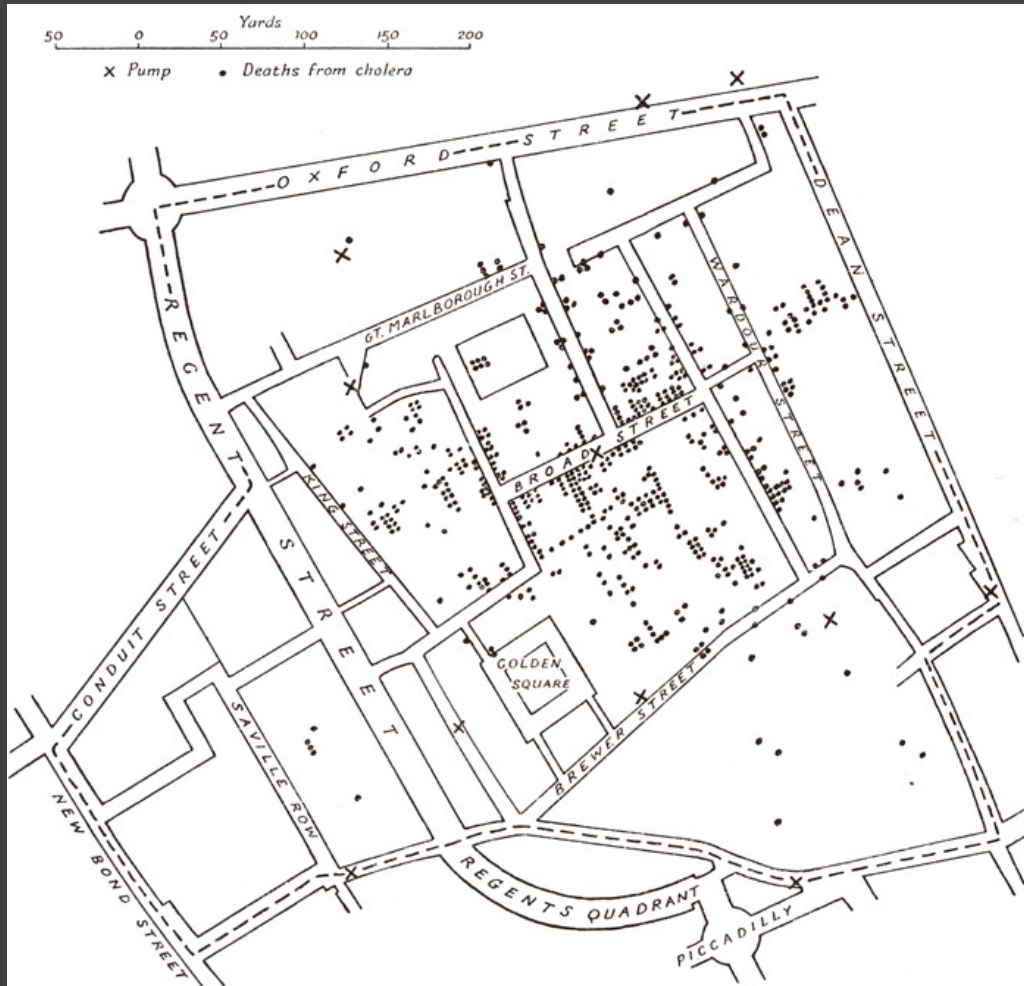 Yards
50 0 50 100 150 200
× Pump • Deaths from cholera
OXFORD STREET
REGENT STREET
GT. MARLBOROUGH ST.
DEAN STREET
WARDOUR STREET
BROAD STREET
KING STREET
CONDUIT STREET
GOLDEN
SQUARE
BREWER STREET
SAVILLE ROW
NEW BOND STREET
REGENTS QUADRANT
PICCADILLY